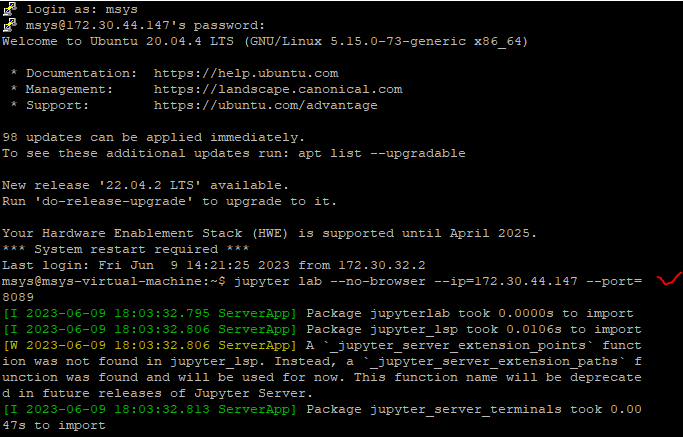 login as: msys
msys@172.30.44.147's password:
Welcome to Ubuntu 20.04.4 LTS (GNU/Linux 5.15.0-73-generic x86_64)
* Documentation:  https://help.ubuntu.com
* Management:     https://landscape.canonical.com
* Support:        https://ubuntu.com/advantage
98 updates can be applied immediately.
To see these additional updates run: apt list --upgradable
New release '22.04.2 LTS' available.
Run 'do-release-upgrade' to upgrade to it.
Your Hardware Enablement Stack (HWE) is supported until April 2025.
*** System restart required ***
Last login: Fri Jun  9 14:21:25 2023 from 172.30.32.2
msys@msys-virtual-machine:~$ jupyter lab --no-browser --ip=172.30.44.147 --port=
8089
[I 2023-06-09 18:03:32.795 ServerApp] Package jupyterlab took 0.0000s to import
[I 2023-06-09 18:03:32.806 ServerApp] Package jupyter_lsp took 0.0106s to import
[W 2023-06-09 18:03:32.806 ServerApp] A `_jupyter_server_extension_points` funct
ion was not found in jupyter_lsp. Instead, a `_jupyter_server_extension_paths` f
unction was found and will be used for now. This function name will be deprecate
d in future releases of Jupyter Server.
[I 2023-06-09 18:03:32.813 ServerApp] Package jupyter_server_terminals took 0.00
47s to import